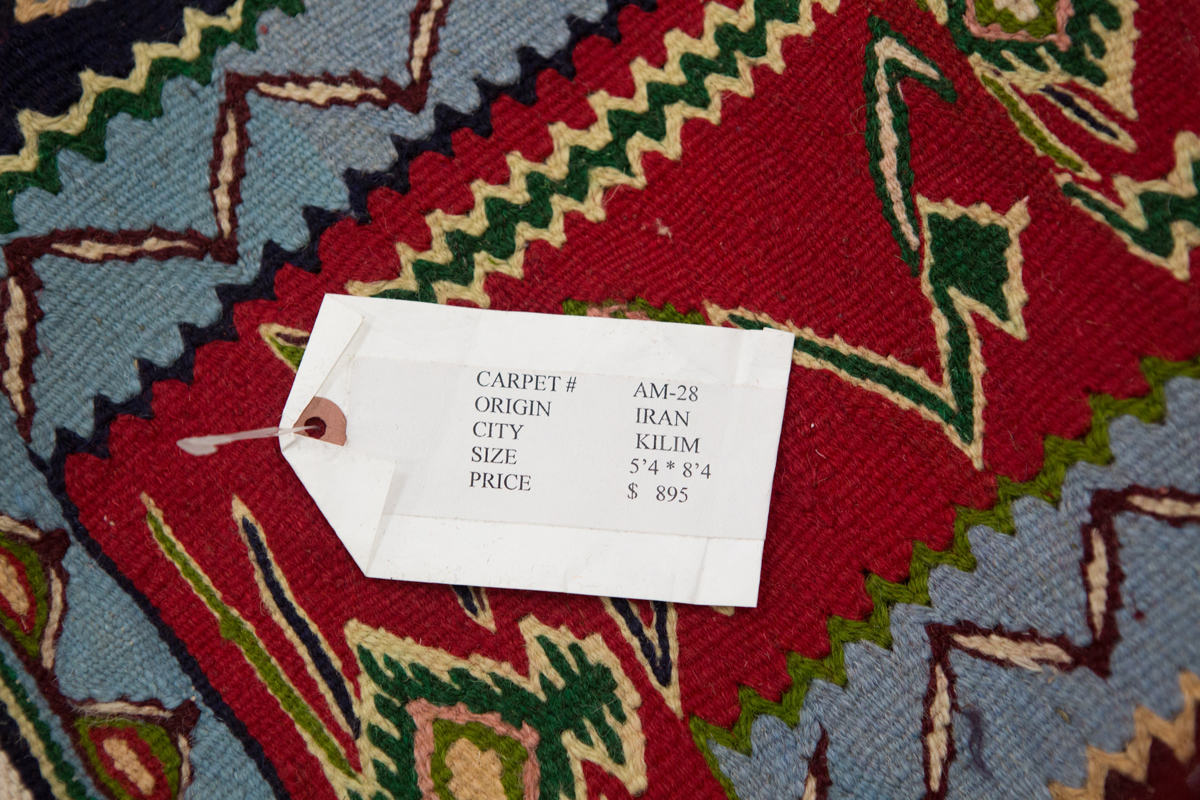 CARPET # AM-28
ORIGIN IRAN
CITY KILIM
SIZE 5'4 * 8'4
PRICE $ 895